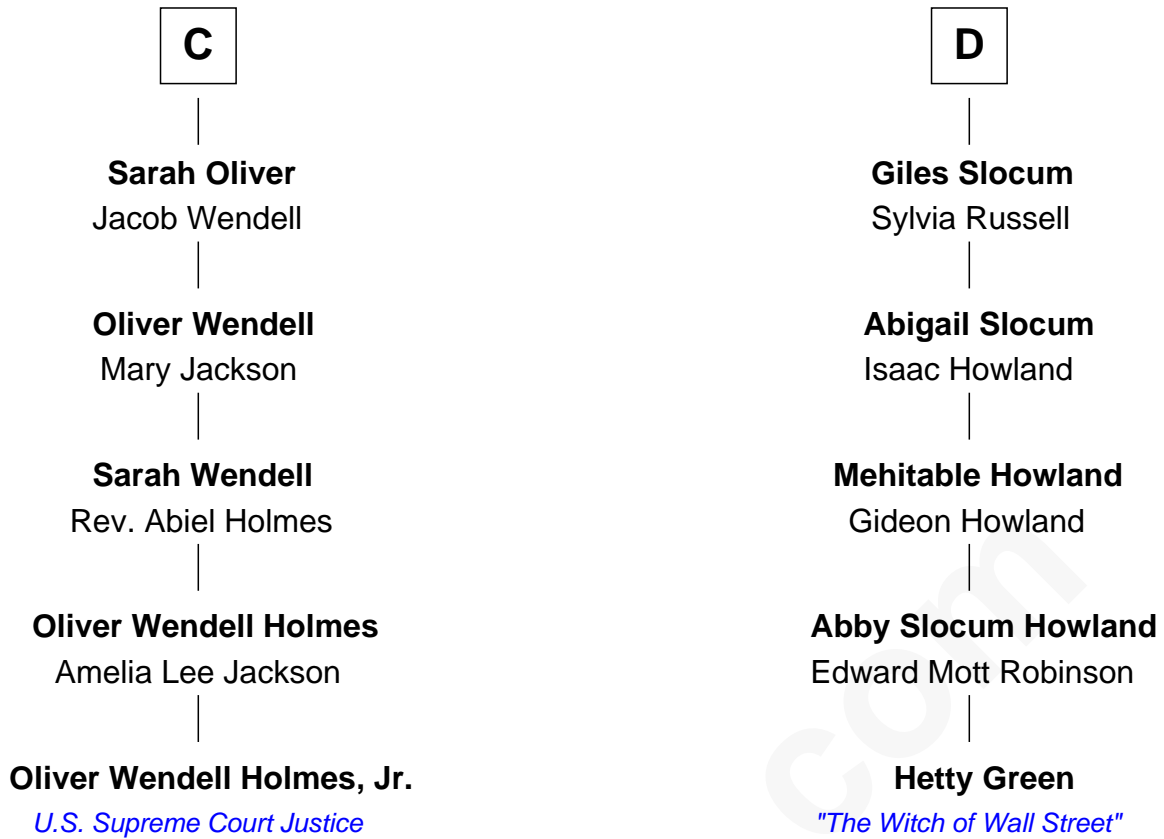 C
Sarah Oliver
Jacob Wendell
Oliver Wendell
Mary Jackson
Sarah Wendell
Rev. Abiel Holmes
Oliver Wendell Holmes
Amelia Lee Jackson
Oliver Wendell Holmes, Jr.
U.S. Supreme Court Justice
D
Giles Slocum
Sylvia Russell
Abigail Slocum
Isaac Howland
Mehitable Howland
Gideon Howland
Abby Slocum Howland
Edward Mott Robinson
Hetty Green
"The Witch of Wall Street"
com